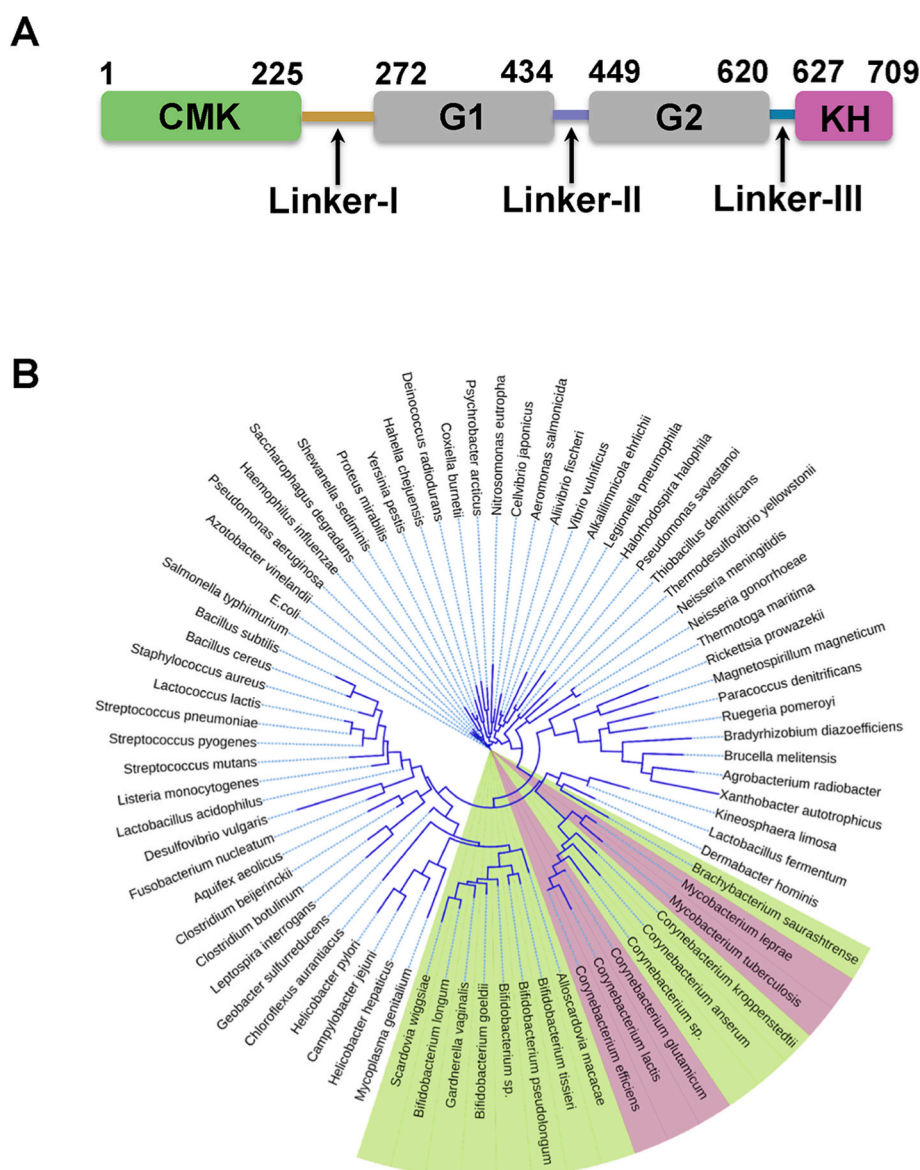 A
1 225 272 434 449 620 627 709
CMK G1 G2 KH
Linker-I Linker-II Linker-III
B
Mycoplasma genitalium
Helicobacter hepaticus
Campylobacter jejuni
Helicobacter pylori
Chloroflexus aurantiacus
Geobacter sulfurreducens
Leptospira interrogans
Clostridium botulinum
Clostridium beijerinckii
Aquifex aeolicus
Fusobacterium nucleatum
Desulfovibrio vulgaris
Lactobacillus acidophilus
Listeria monocytogenes
Streptococcus mutans
Streptococcus pyogenes
Streptococcus pneumoniae
Lactococcus lactis
Staphylococcus aureus
Bacillus cereus
Bacillus subtilis
Salmonella typhimurium
E.coli
Azotobacter vinelandii
Pseudomonas aeruginosa
Haemophilus influenzae
Saccharophagus degradans
Shewanella sediminis
Proteus mirabilis
Yersinia pestis
Hahella chejuensis
Deinococcus radiodurans
Coxiella burnetii
Psychrobacter arcticus
Nitrosomonas eutropha
Cellvibrio japonicus
Aeromonas salmonicida
Aliivibrio fischeri
Vibrio vulnificus
Alkalilimnicola ehrlichii
Legionella pneumophila
Halorhodospira halophila
Pseudomonas savastanoi
Thiobacillus denitrificans
Thermodesulfovibrio yellowstonii
Neisseria meningitidis
Neisseria gonorrhoeae
Thermotoga maritima
Rickettsia prowazekii
Magnetospirillum magneticum
Paracoccus denitrificans
Ruegeria pomeroyi
Bradyrhizobium diazoefficiens
Brucella melitensis
Agrobacterium radiobacter
Xanthobacter autotrophicus
Kineosphaera limosa
Lactobacillus fermentum
Dermabacter hominis
Brachybacterium saurashtrense
Mycobacterium leprae
Mycobacterium tuberculosis
Corynebacterium kroppenstedtii
Corynebacterium anserum
Corynebacterium sp.
Corynebacterium glutamicum
Corynebacterium lactis
Corynebacterium efficiens
Alloscardovia macacae
Bifidobacterium tissieri
Bifidobacterium pseudolongum
Bifidobacterium sp.
Bifidobacterium goeldii
Gardnerella vaginalis
Bifidobacterium longum
Scardovia wiggsiae